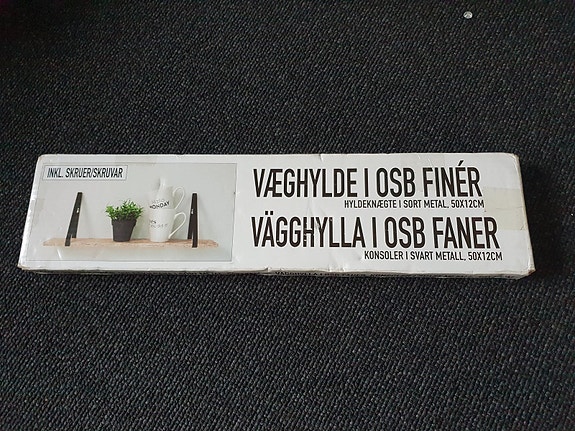 INKL. SKRUER/SKRUVAR
VÆGHYLDE I OSB FINÉR
HYLDEKNÆGTE I SORT METAL, 50X12CM
VÄGGHYLLA I OSB FANER
KONSOLER I SVART METALL, 50X12CM